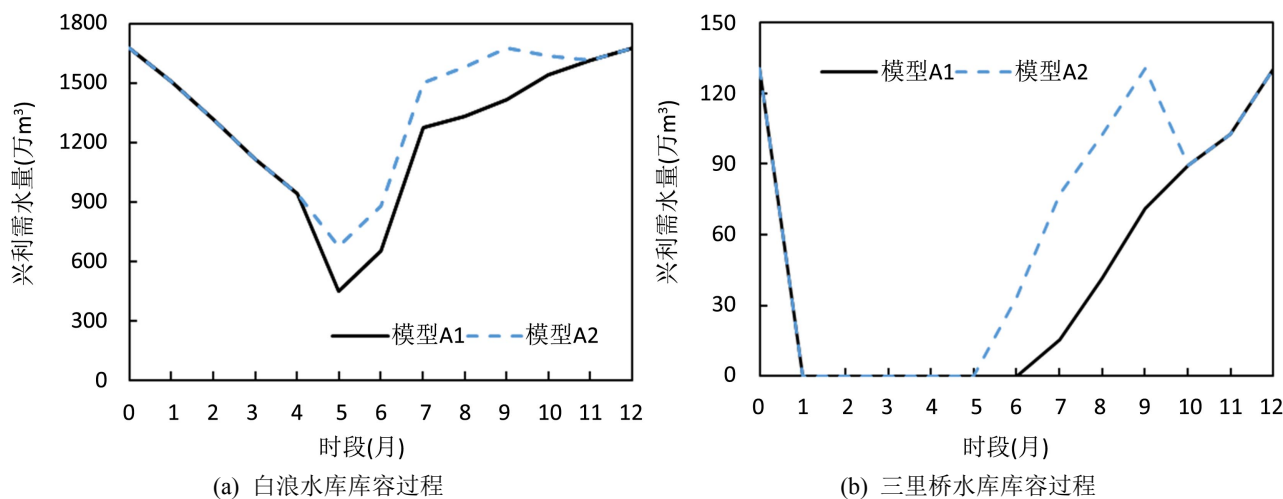 1800
1500
1200
900
600
300
0
兴利需水量(万m³)
模型A1 模型A2
0 1 2 3 4 5 6 7 8 9 10 11 12
时段(月)
(a) 白浪水库库容过程
150
120
90
60
30
0
兴利需水量(万m³)
模型A1 模型A2
0 1 2 3 4 5 6 7 8 9 10 11 12
时段(月)
(b) 三里桥水库库容过程